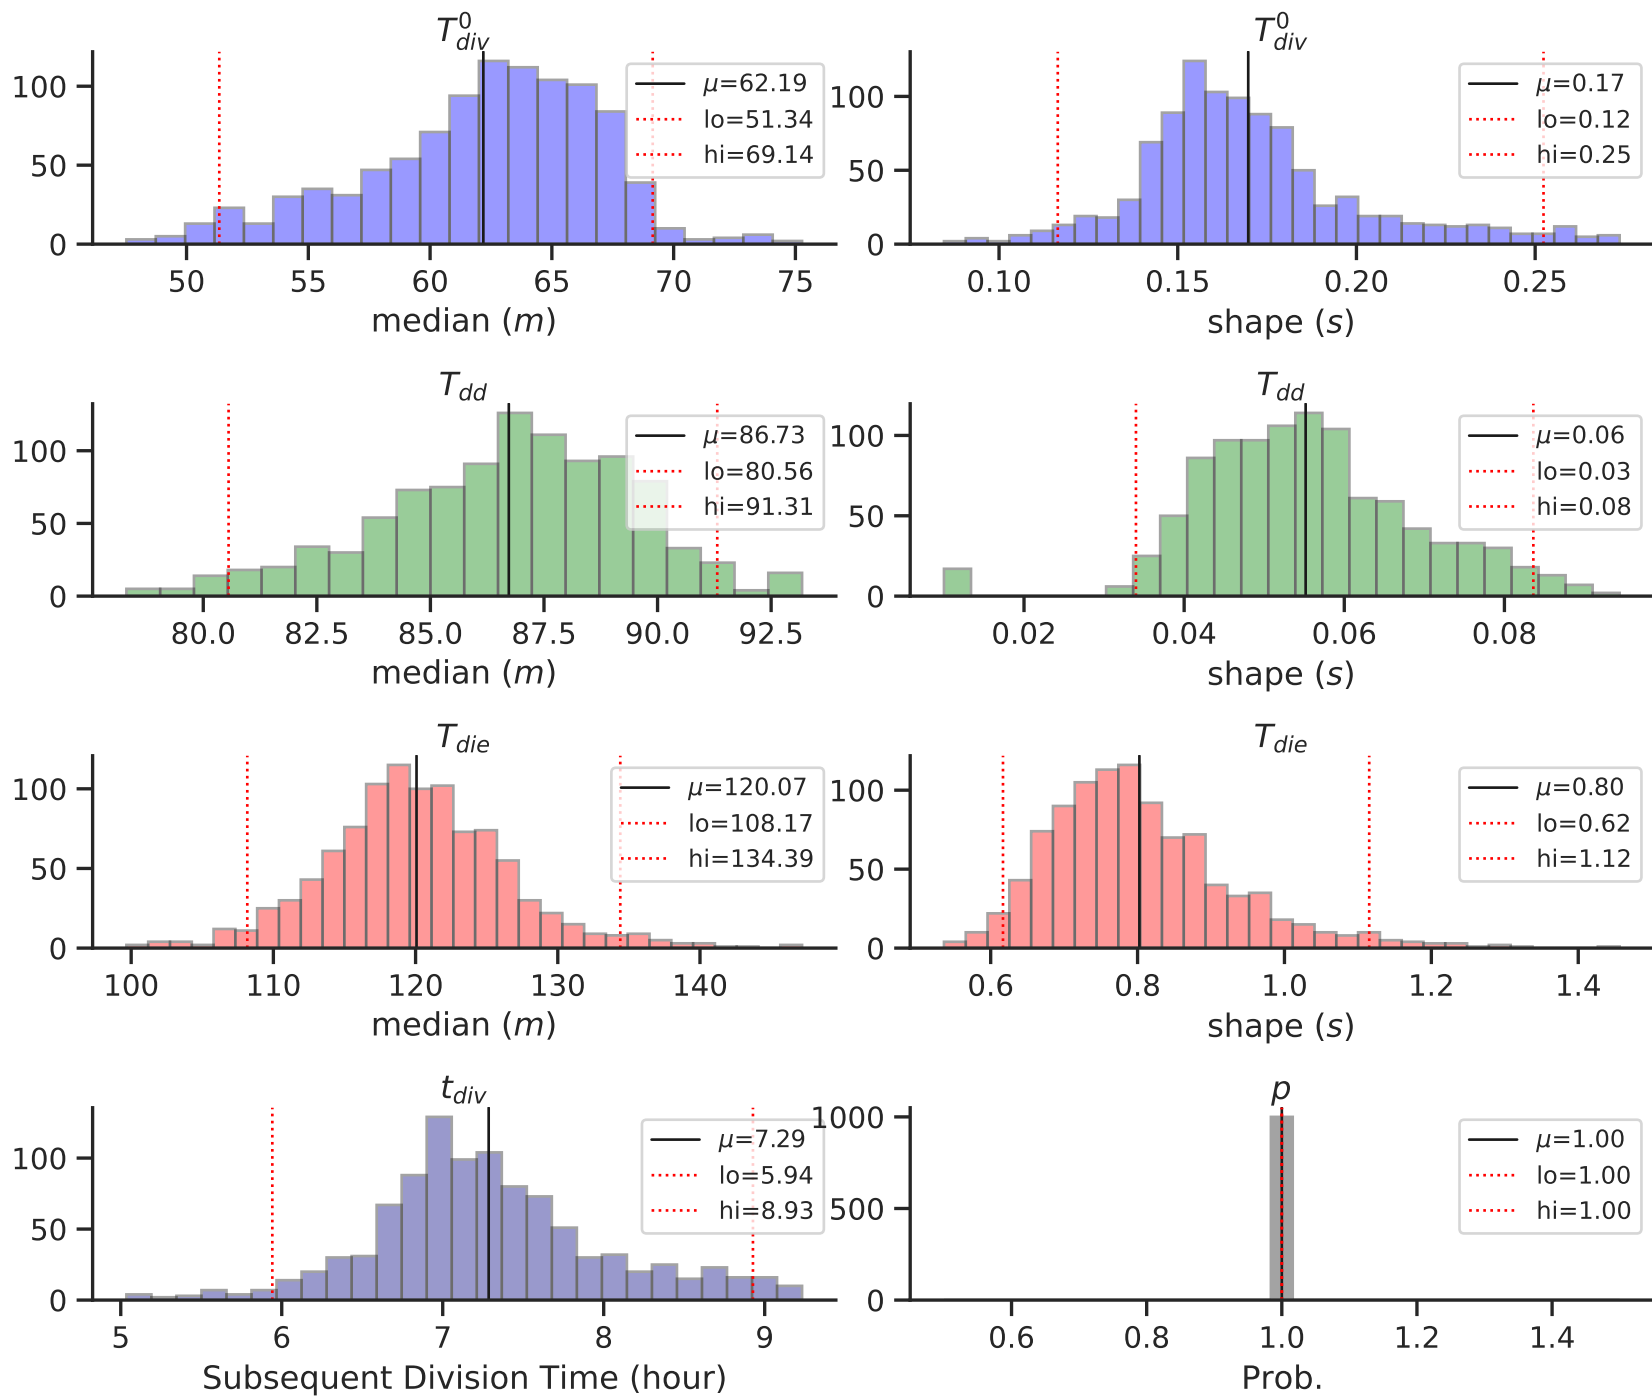 T⁰div
100
50
0
μ=62.19
lo=51.34
hi=69.14
50 55 60 65 70 75
median (m)
T⁰div
100
50
0
μ=0.17
lo=0.12
hi=0.25
0.10 0.15 0.20 0.25
shape (s)
Tdd
100
50
0
μ=86.73
lo=80.56
hi=91.31
80.0 82.5 85.0 87.5 90.0 92.5
median (m)
Tdd
100
50
0
μ=0.06
lo=0.03
hi=0.08
0.02 0.04 0.06 0.08
shape (s)
Tdie
100
50
0
μ=120.07
lo=108.17
hi=134.39
100 110 120 130 140
median (m)
Tdie
100
50
0
μ=0.80
lo=0.62
hi=1.12
0.6 0.8 1.0 1.2 1.4
shape (s)
tdiv
100
50
0
μ=7.29
lo=5.94
hi=8.93
5 6 7 8 9
Subsequent Division Time (hour)
p
1000
500
0
μ=1.00
lo=1.00
hi=1.00
0.6 0.8 1.0 1.2 1.4
Prob.